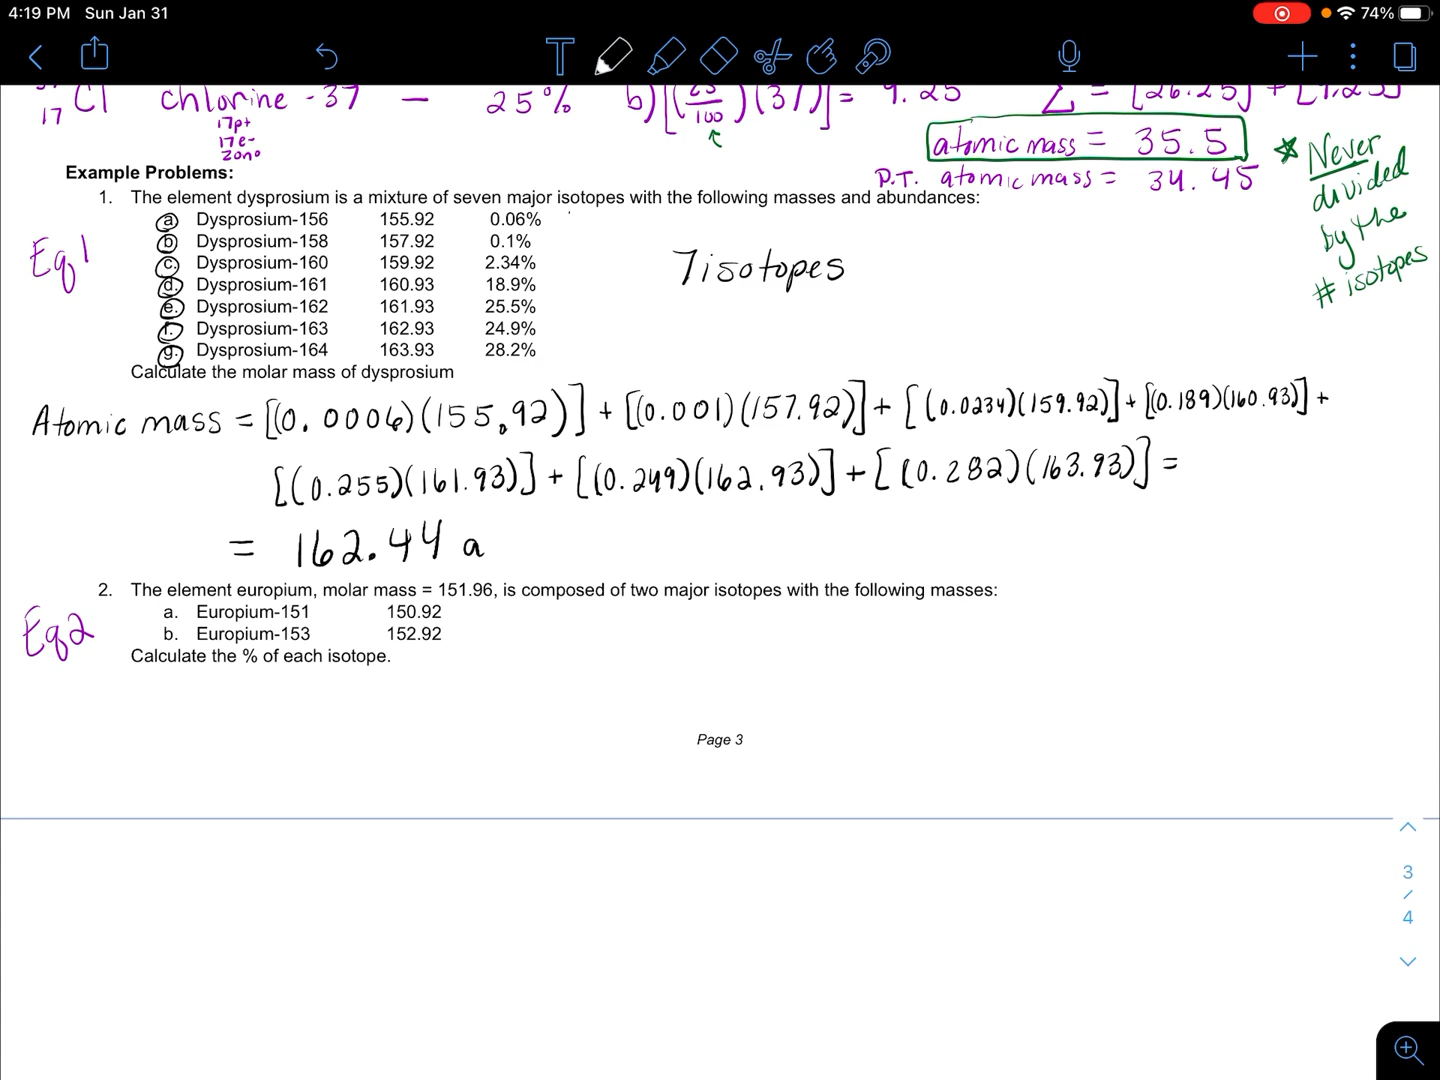 4:19 PM Sun Jan 31 74%
17 Cl chlorine - 37 — 25% b) [(25/100)(37)] = 9.25 Σ = [26.25] + [9.25]
17p+
17e-
20n°
atomic mass = 35.5
P.T. atomic mass = 34.45
* Never
divided
by the
# isotopes
Example Problems:
1. The element dysprosium is a mixture of seven major isotopes with the following masses and abundances:
Eq1
a. Dysprosium-156 155.92 0.06%
b. Dysprosium-158 157.92 0.1%
c. Dysprosium-160 159.92 2.34%
d. Dysprosium-161 160.93 18.9%
e. Dysprosium-162 161.93 25.5%
f. Dysprosium-163 162.93 24.9%
g. Dysprosium-164 163.93 28.2%
7 isotopes
Calculate the molar mass of dysprosium
Atomic mass = [(0.0006)(155.92)] + [(0.001)(157.92)] + [(0.0234)(159.92)] + [(0.189)(160.93)] +
[(0.255)(161.93)] + [(0.249)(162.93)] + [(0.282)(163.93)] =
= 162.44 a
2. The element europium, molar mass = 151.96, is composed of two major isotopes with the following masses:
Eq2
a. Europium-151 150.92
b. Europium-153 152.92
Calculate the % of each isotope.
Page 3
3
/
4